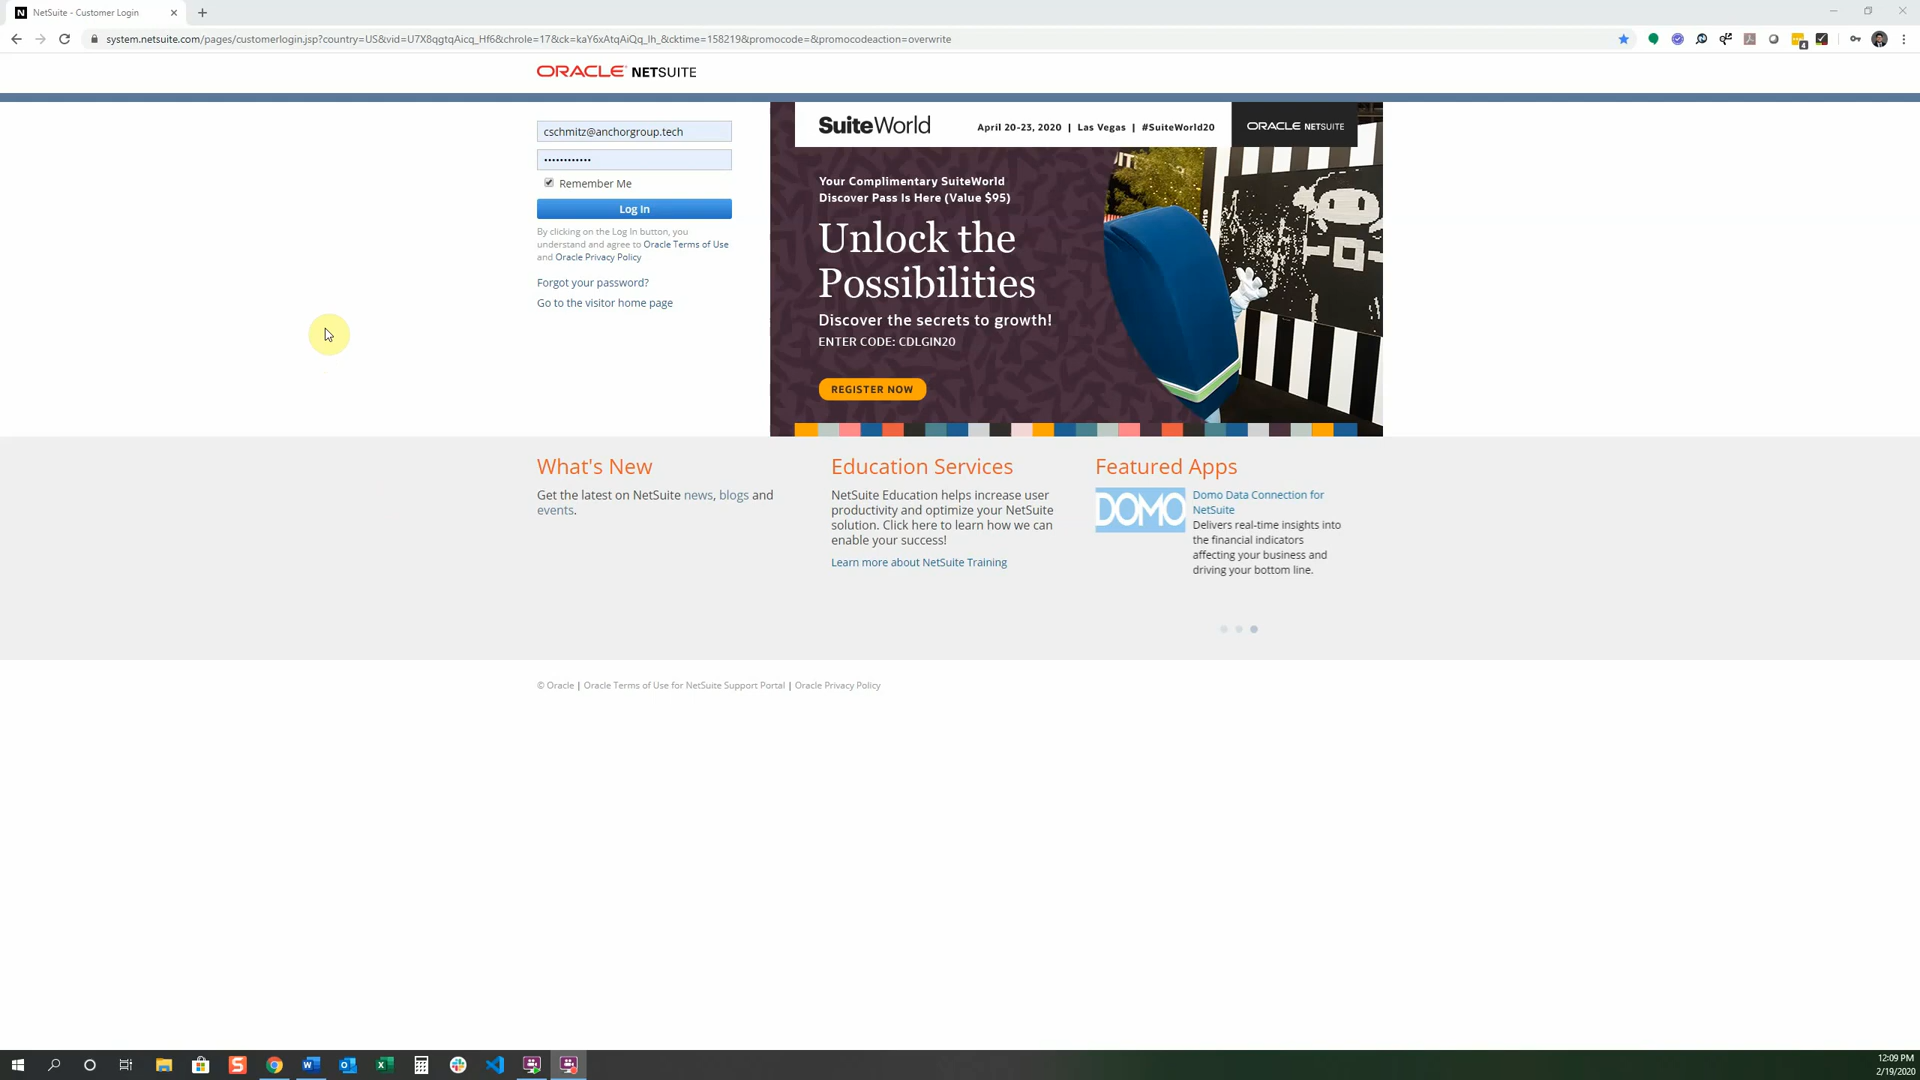 NetSuite - Customer Login
system.netsuite.com/pages/customerlogin.jsp?country=US&vid=U7X8qgtqAicq_Hf6&chrole=17&ck=kaY6xAtqAiQq_Ih_&cktime=158219&promocode=&promocodeaction=overwrite
ORACLE NETSUITE
cschmitz@anchorgroup.tech
Remember Me
Log In
By clicking on the Log In button, you
understand and agree to Oracle Terms of Use
and Oracle Privacy Policy
Forgot your password?
Go to the visitor home page
SuiteWorld
April 20-23, 2020 | Las Vegas | #SuiteWorld20
ORACLE NETSUITE
Your Complimentary SuiteWorld
Discover Pass Is Here (Value $95)
Unlock the
Possibilities
Discover the secrets to growth!
ENTER CODE: CDLGIN20
REGISTER NOW
What's New
Get the latest on NetSuite news, blogs and
events.
Education Services
NetSuite Education helps increase user
productivity and optimize your NetSuite
solution. Click here to learn how we can
enable your success!
Learn more about NetSuite Training
Featured Apps
DOMO
Domo Data Connection for
NetSuite
Delivers real-time insights into
the financial indicators
affecting your business and
driving your bottom line.
© Oracle | Oracle Terms of Use for NetSuite Support Portal | Oracle Privacy Policy
12:09 PM
2/19/2020